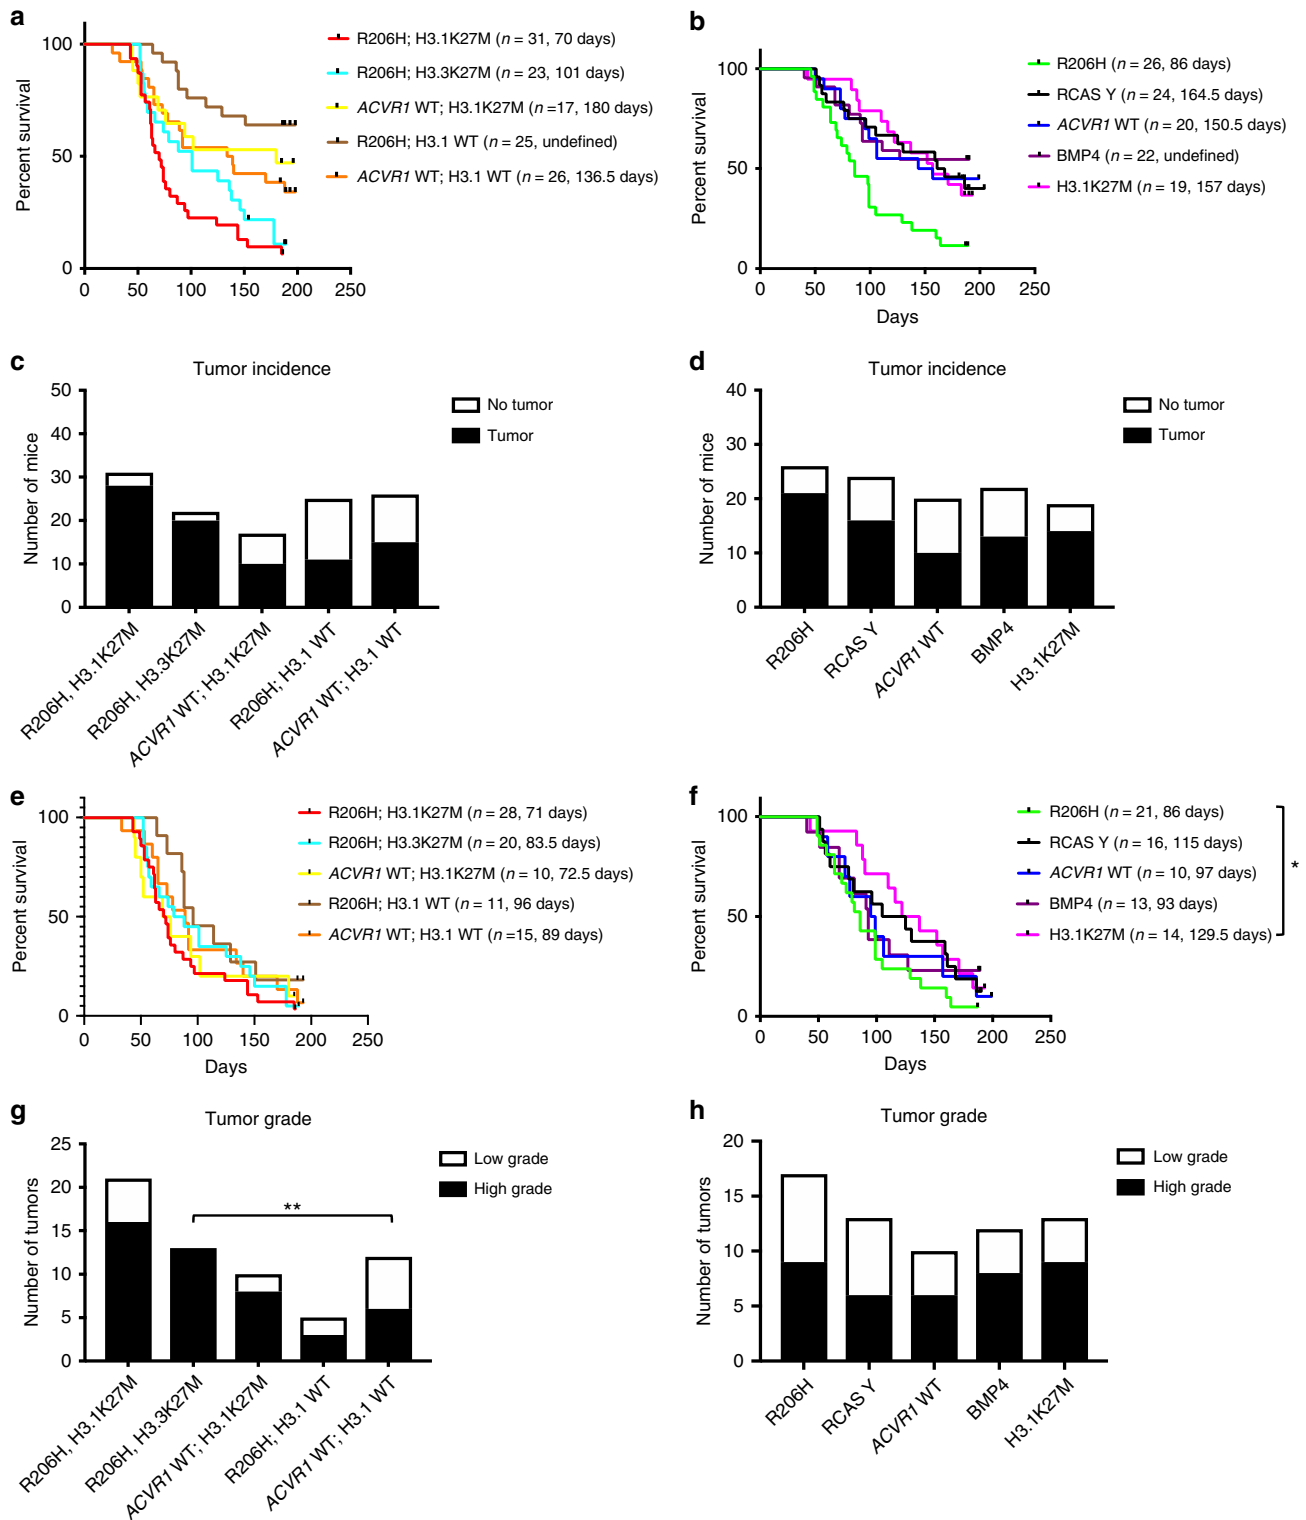 a
Percent survival
100
50
0
0 50 100 150 200 250
R206H; H3.1K27M (n = 31, 70 days)
R206H; H3.3K27M (n = 23, 101 days)
ACVR1 WT; H3.1K27M (n =17, 180 days)
R206H; H3.1 WT (n = 25, undefined)
ACVR1 WT; H3.1 WT (n = 26, 136.5 days)
b
Percent survival
100
50
0
0 50 100 150 200 250
Days
R206H (n = 26, 86 days)
RCAS Y (n = 24, 164.5 days)
ACVR1 WT (n = 20, 150.5 days)
BMP4 (n = 22, undefined)
H3.1K27M (n = 19, 157 days)
c
Tumor incidence
Number of mice
50
40
30
20
10
0
No tumor
Tumor
R206H, H3.1K27M
R206H, H3.3K27M
ACVR1 WT; H3.1K27M
R206H; H3.1 WT
ACVR1 WT; H3.1 WT
d
Tumor incidence
Number of mice
40
30
20
10
0
No tumor
Tumor
R206H
RCAS Y
ACVR1 WT
BMP4
H3.1K27M
e
Percent survival
100
50
0
0 50 100 150 200 250
Days
R206H; H3.1K27M (n = 28, 71 days)
R206H; H3.3K27M (n = 20, 83.5 days)
ACVR1 WT; H3.1K27M (n = 10, 72.5 days)
R206H; H3.1 WT (n = 11, 96 days)
ACVR1 WT; H3.1 WT (n =15, 89 days)
f
Percent survival
100
50
0
0 50 100 150 200 250
Days
R206H (n = 21, 86 days)
RCAS Y (n = 16, 115 days)
ACVR1 WT (n = 10, 97 days)
BMP4 (n = 13, 93 days)
H3.1K27M (n = 14, 129.5 days)
*
g
Tumor grade
Number of tumors
25
20
15
10
5
0
Low grade
High grade
**
R206H, H3.1K27M
R206H, H3.3K27M
ACVR1 WT; H3.1K27M
R206H; H3.1 WT
ACVR1 WT; H3.1 WT
h
Tumor grade
Number of tumors
20
15
10
5
0
Low grade
High grade
R206H
RCAS Y
ACVR1 WT
BMP4
H3.1K27M